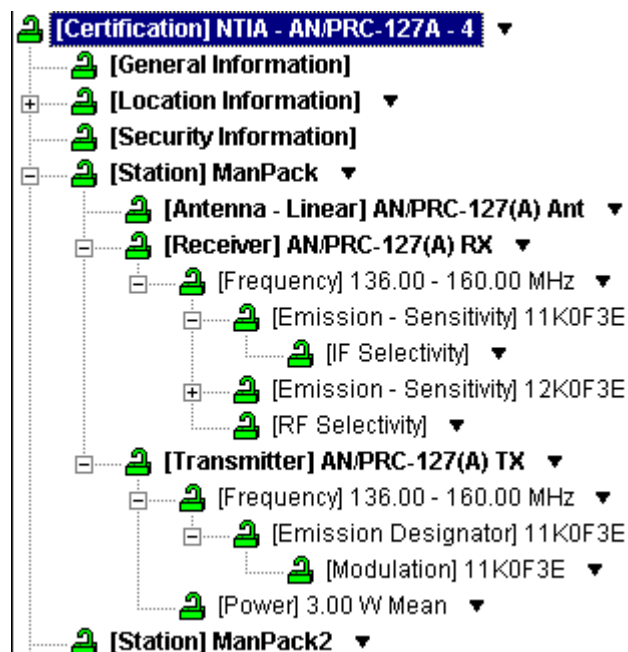 [Certification] NTIA - AN/PRC-127A - 4
[General Information]
[Location Information]
[Security Information]
[Station] ManPack
[Antenna - Linear] AN/PRC-127(A) Ant
[Receiver] AN/PRC-127(A) RX
[Frequency] 136.00 - 160.00 MHz
[Emission - Sensitivity] 11K0F3E
[IF Selectivity]
[Emission - Sensitivity] 12K0F3E
[RF Selectivity]
[Transmitter] AN/PRC-127(A) TX
[Frequency] 136.00 - 160.00 MHz
[Emission Designator] 11K0F3E
[Modulation] 11K0F3E
[Power] 3.00 W Mean
[Station] ManPack2